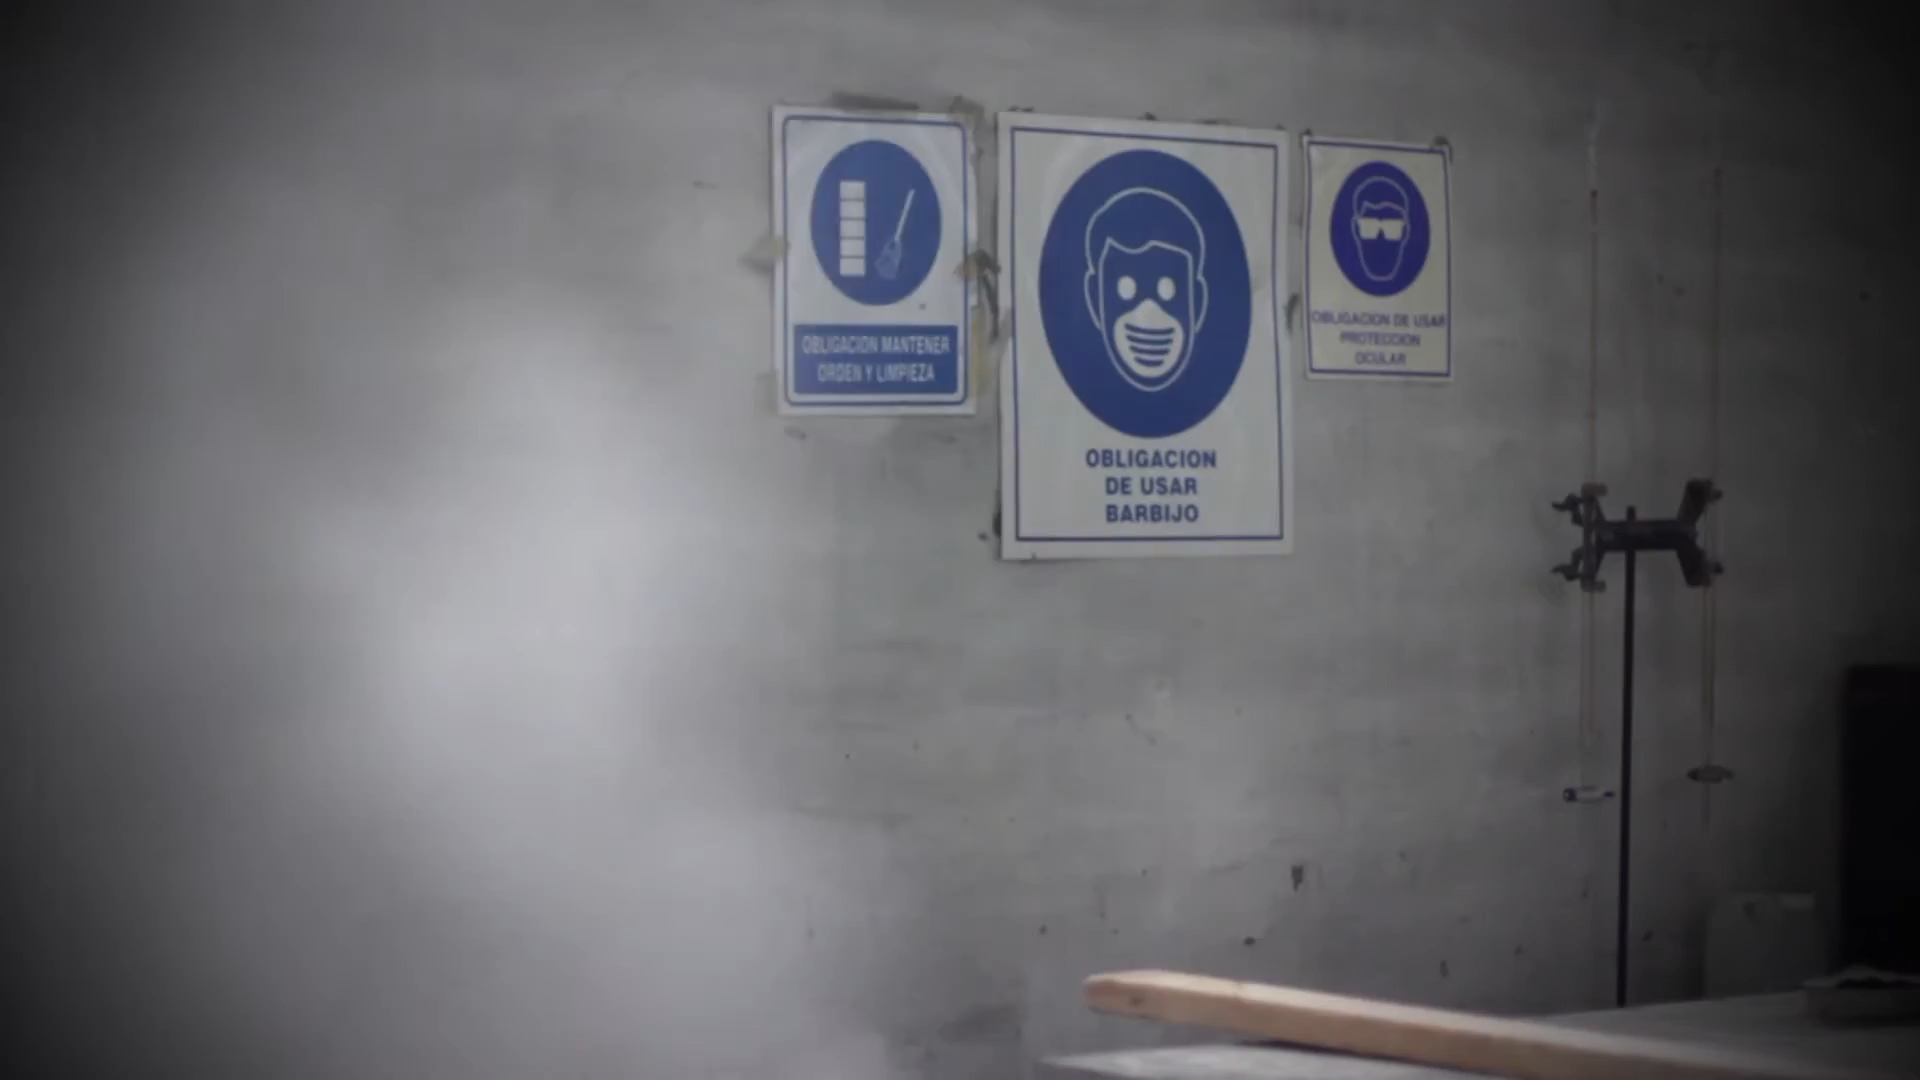 OBLIGACION MANTENER
ORDEN Y LIMPIEZA
OBLIGACION
DE USAR
BARBIJO
OBLIGACION DE USAR
PROTECCION
OCULAR